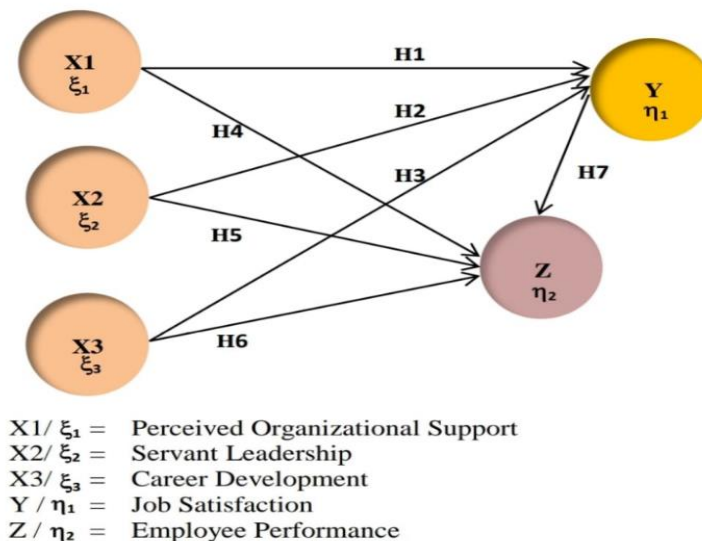 X1
ξ₁
H1
Y
η₁
H4
H2
X2
ξ₂
H3
H7
H5
Z
η₂
X3
ξ₃
H6
X1/ ξ₁ = Perceived Organizational Support
X2/ ξ₂ = Servant Leadership
X3/ ξ₃ = Career Development
Y / η₁ = Job Satisfaction
Z / η₂ = Employee Performance